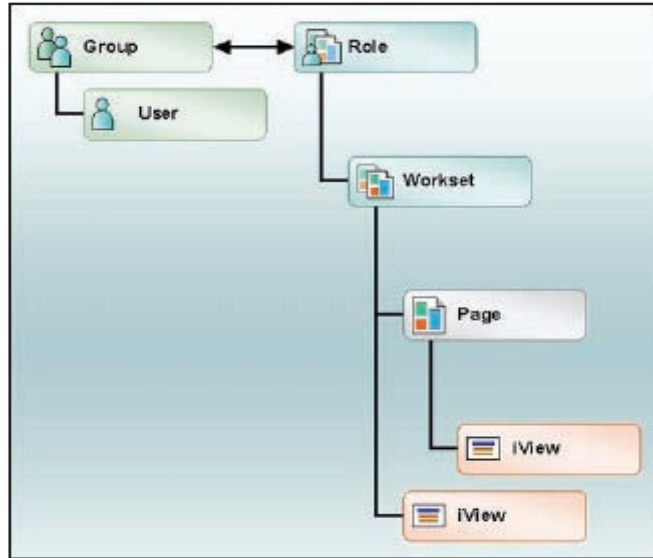 Group
Role
User
Workset
Page
iView
iView